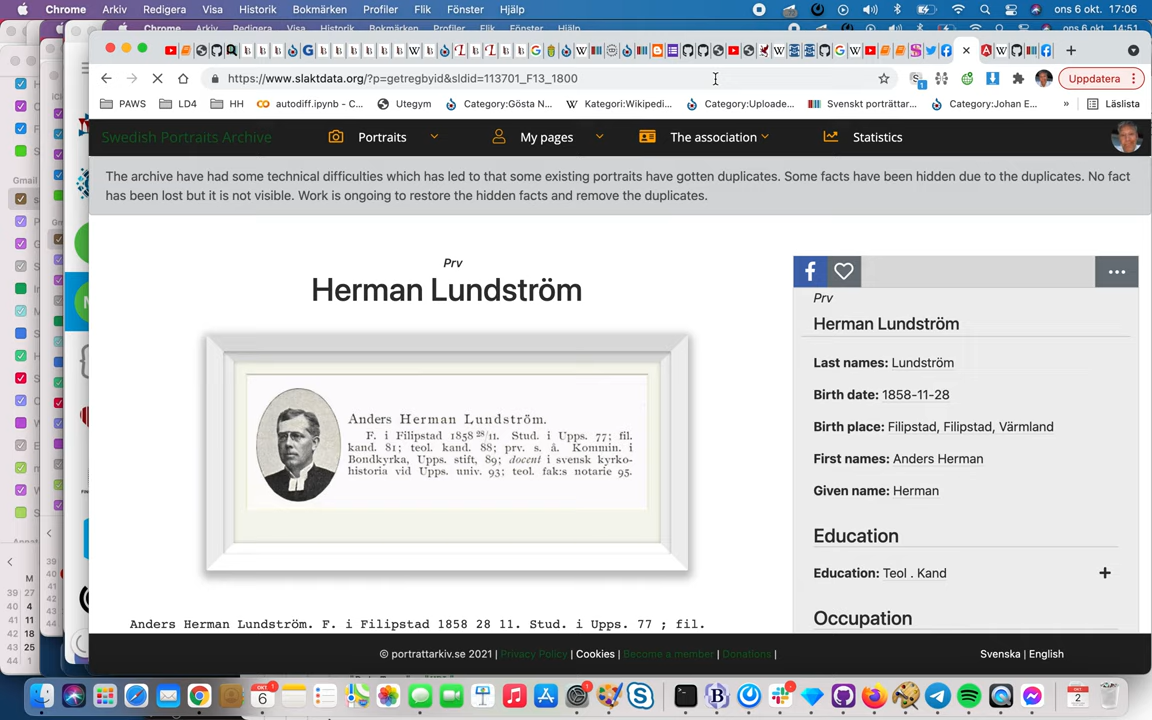 Chrome Arkiv Redigera Visa Historik Bokmärken Profiler Flik Fönster Hjälp ons 6 okt. 17:06
https://www.slaktdata.org/?p=getregbyid&sldid=113701_F13_1800
Uppdatera
PAWS LD4 HH autodiff.ipynb - C... Utegym Category:Gösta N... Kategori:Wikipedi... Category:Uploade... Svenskt porträttar... Category:Johan E... » Läslista
Swedish Portraits Archive Portraits My pages The association Statistics
The archive have had some technical difficulties which has led to that some existing portraits have gotten duplicates. Some facts have been hidden due to the duplicates. No fact
has been lost but it is not visible. Work is ongoing to restore the hidden facts and remove the duplicates.
Prv
Herman Lundström
Anders Herman Lundström.
F. i Filipstad 1858 28/11. Stud. i Upps. 77; fil.
kand. 81; teol. kand. 88; prv. s. å. Kommin. i
Bondkyrka, Upps. stift, 89; docent i svensk kyrko-
historia vid Upps. univ. 93; teol. fak:s notarie 95.
Anders Herman Lundström. F. i Filipstad 1858 28 11. Stud. i Upps. 77 ; fil.
Prv
Herman Lundström
Last names: Lundström
Birth date: 1858-11-28
Birth place: Filipstad, Filipstad, Värmland
First names: Anders Herman
Given name: Herman
Education
Education: Teol . Kand +
Occupation
© portrattarkiv.se 2021 | Privacy Policy | Cookies | Become a member | Donations |
Svenska | English